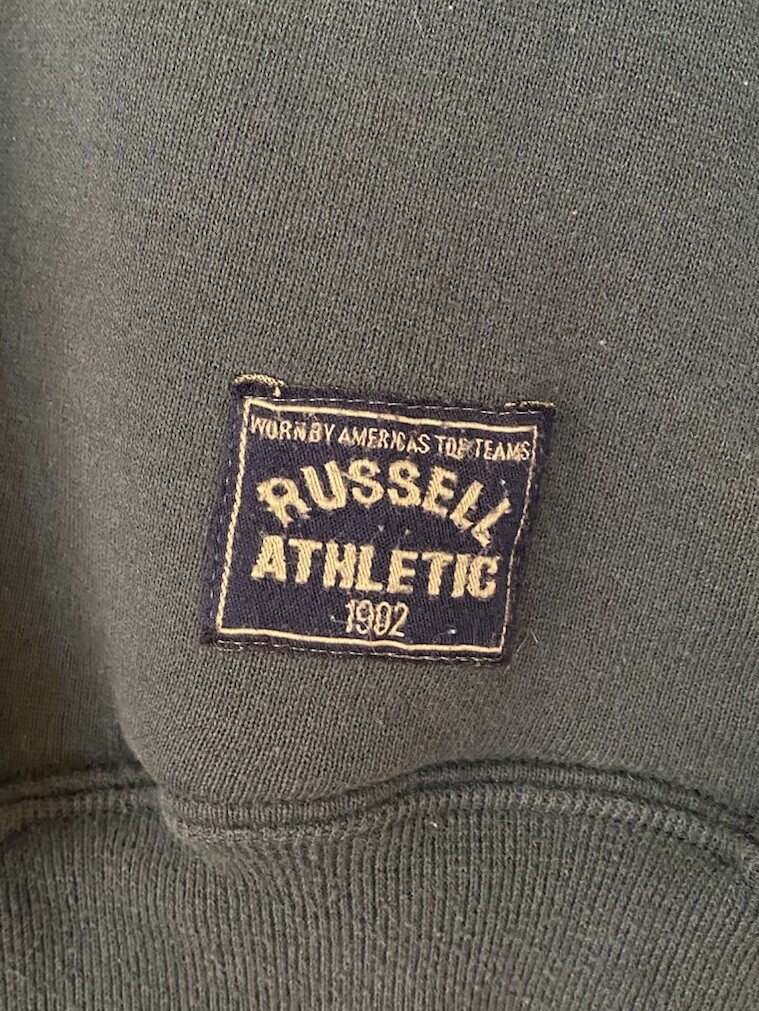 WORN BY AMERICAS TOP TEAMS
RUSSELL
ATHLETIC
1902